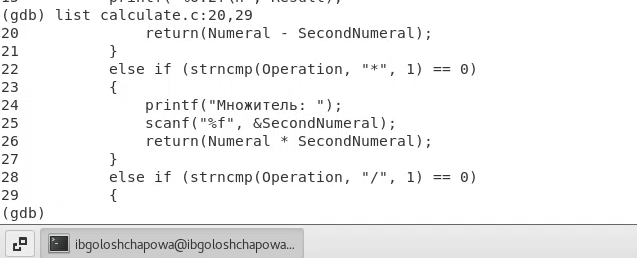 (gdb) list calculate.c:20,29
20              return(Numeral - SecondNumeral);
21          }
22          else if (strncmp(Operation, "*", 1) == 0)
23          {
24              printf("Множитель: ");
25              scanf("%f", &SecondNumeral);
26              return(Numeral * SecondNumeral);
27          }
28          else if (strncmp(Operation, "/", 1) == 0)
29          {
(gdb)
ibgoloshchapowa@ibgoloshchapowa...